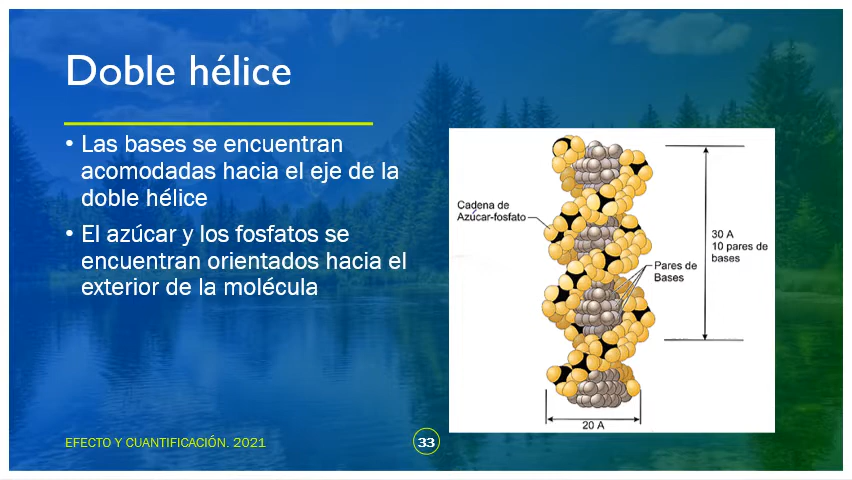 Doble hélice
• Las bases se encuentran
acomodadas hacia el eje de la
doble hélice
• El azúcar y los fosfatos se
encuentran orientados hacia el
exterior de la molécula
Cadena de
Azúcar-fosfato
Pares de
Bases
30 A
10 pares de
bases
20 A
EFECTO Y CUANTIFICACIÓN. 2021
33